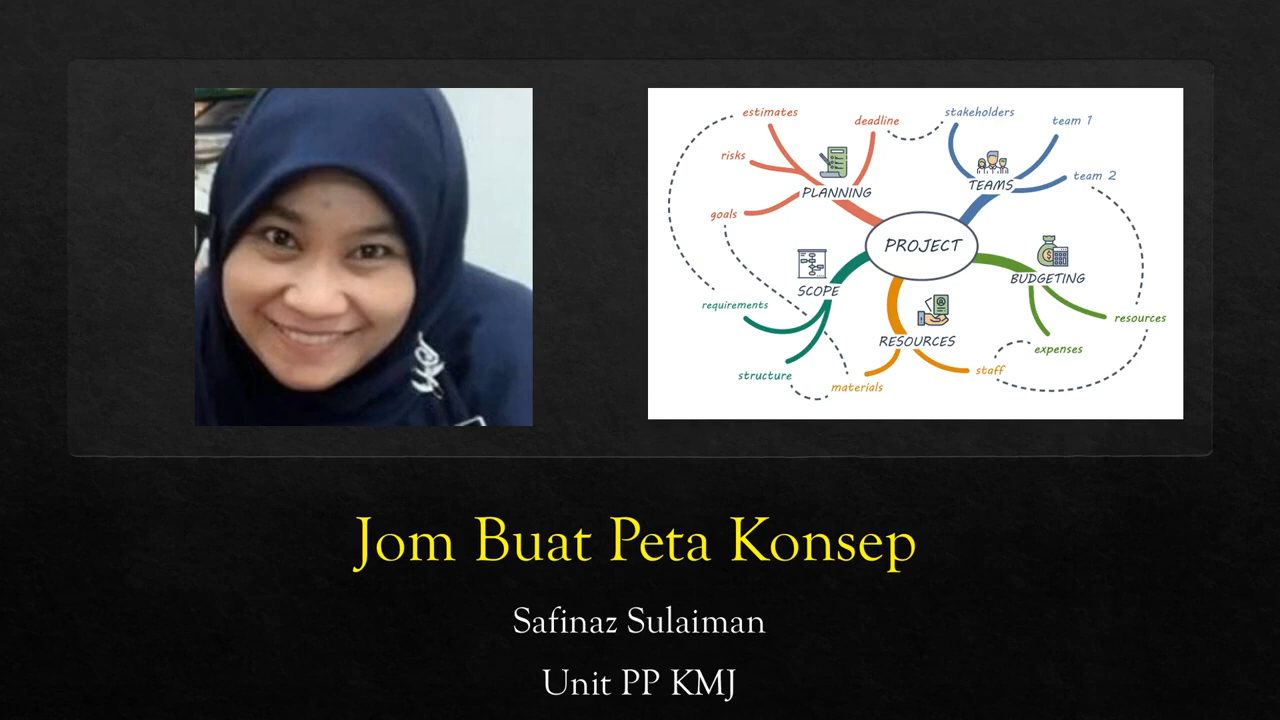 estimates
deadline
stakeholders
team 1
risks
PLANNING
TEAMS
team 2
goals
PROJECT
SCOPE
BUDGETING
requirements
RESOURCES
resources
expenses
structure
materials
staff
Jom Buat Peta Konsep
Safinaz Sulaiman
Unit PP KMJ